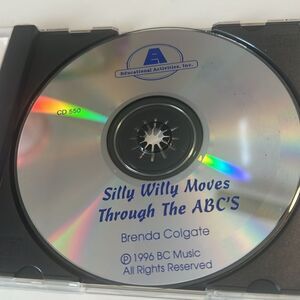 A
Educational Activities, Inc.
CD 550
Silly Willy Moves
Through The ABC'S
Brenda Colgate
Ⓟ 1996 BC Music
All Rights Reserved